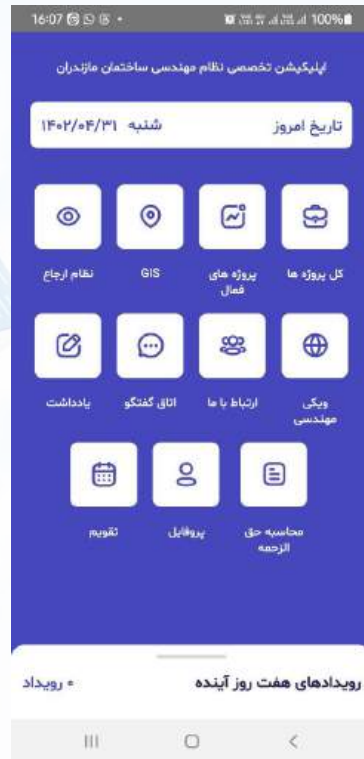 16:07
100%
اپلیکیشن تخصصی نظام مهندسی ساختمان مازندران
تاریخ امروز شنبه ۱۴۰۲/۰۴/۳۱
کل پروژه ها
پروژه های
فعال
GIS
نظام ارجاع
ویکی
مهندسی
ارتباط با ما
اتاق گفتگو
یادداشت
محاسبه حق
الزحمه
پروفایل
تقویم
رویدادهای هفت روز آینده ۰ رویداد